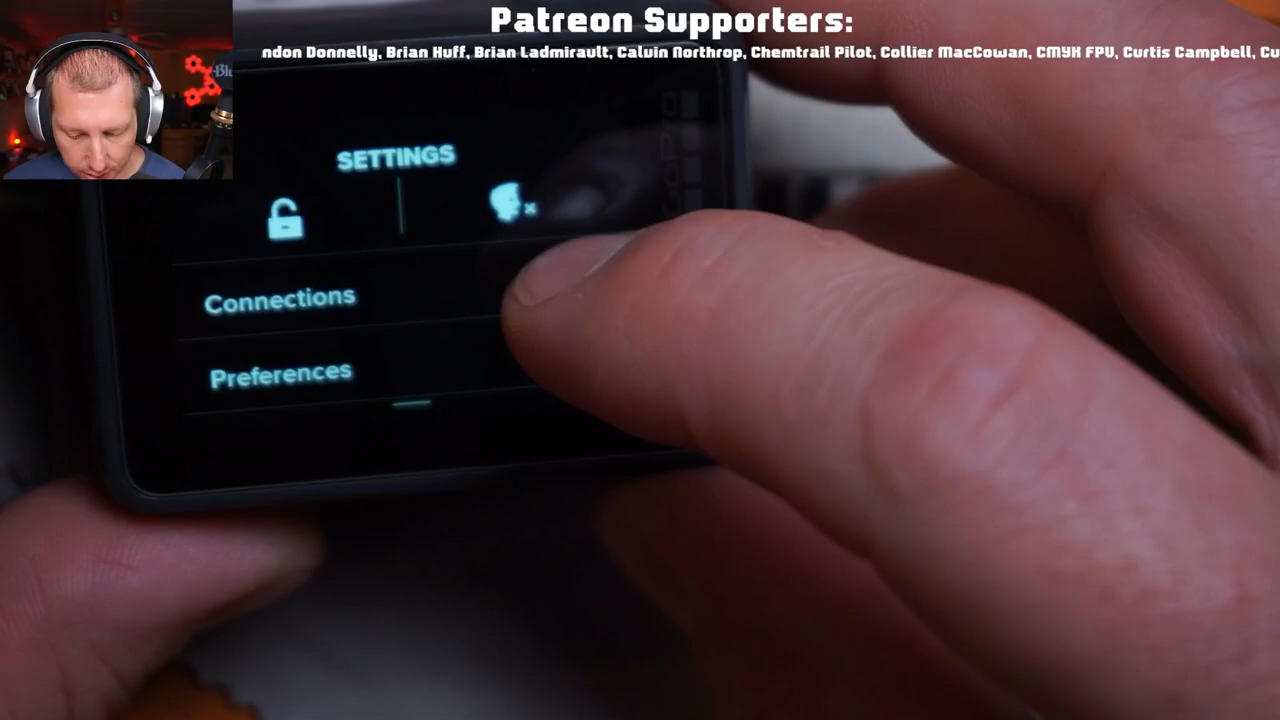 Patreon Supporters:
ndon Donnelly, Brian Huff, Brian Ladmirault, Calvin Northrop, Chemtrail Pilot, Collier MacCowan, CMYK FPV, Curtis Campbell, Cu
SETTINGS
Connections
Preferences